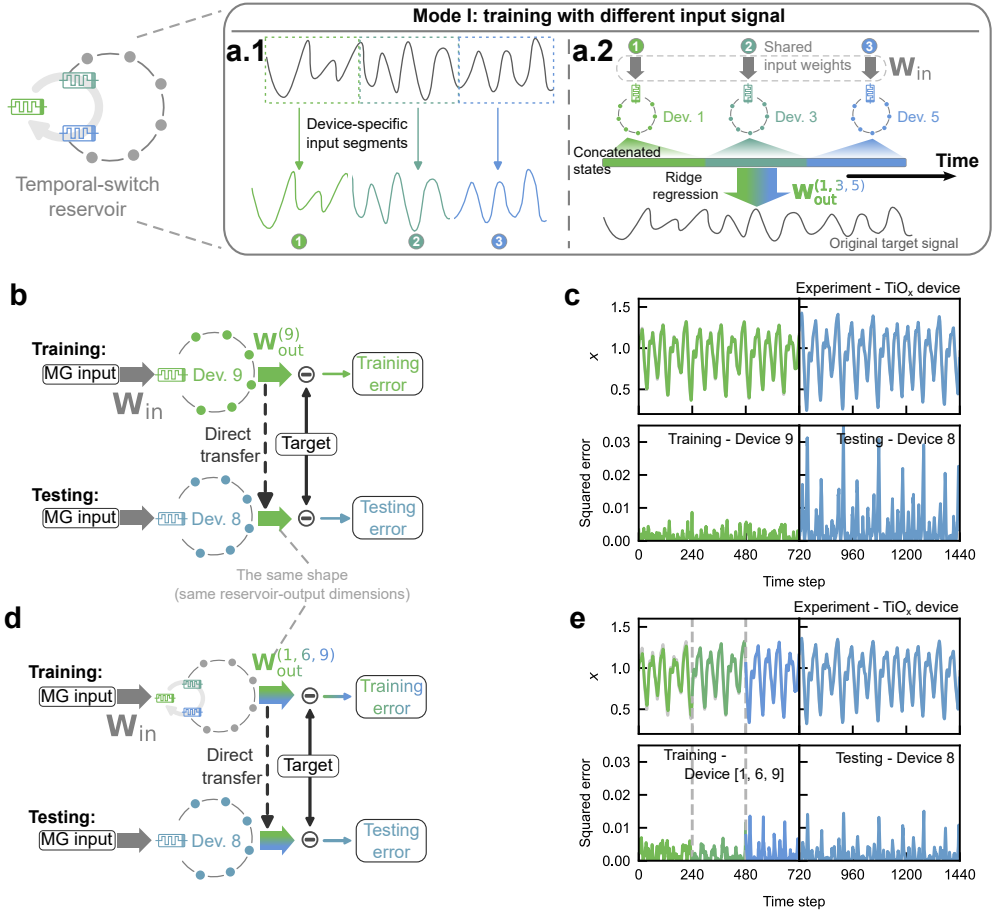 Mode I: training with different input signal
Temporal-switch
reservoir
a.1
Device-specific
input segments
1
2
3
a.2
1
2
3
Shared
input weights
W_in
Dev. 1
Dev. 3
Dev. 5
Concatenated
states
Time
Ridge
regression
W_out^(1, 3, 5)
Original target signal
b
Training:
MG input
W_in
Dev. 9
W_out^(9)
Training
error
Direct
transfer
Target
Testing:
MG input
Dev. 8
Testing
error
The same shape
(same reservoir-output dimensions)
c
Experiment - TiOₓ device
x
1.5
1.0
0.5
Squared error
0.03
0.02
0.01
0.00
Training - Device 9
Testing - Device 8
0
240
480
720
960
1200
1440
Time step
d
Training:
MG input
W_in
W_out^(1, 6, 9)
Training
error
Direct
transfer
Target
Testing:
MG input
Dev. 8
Testing
error
e
Experiment - TiOₓ device
x
1.5
1.0
0.5
Squared error
0.03
0.02
0.01
0.00
Training -
Device [1, 6, 9]
Testing - Device 8
0
240
480
720
960
1200
1440
Time step